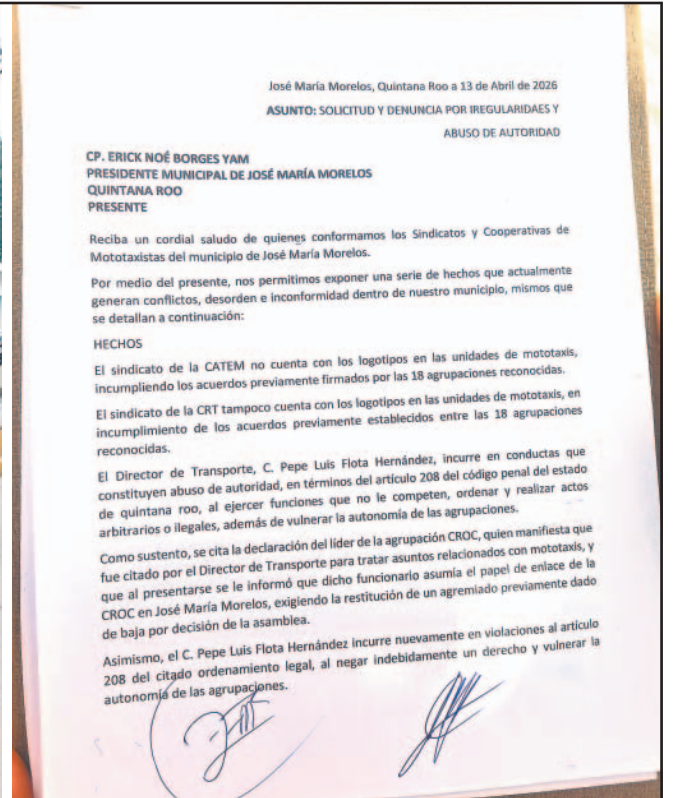 José María Morelos, Quintana Roo a 13 de Abril de 2026
ASUNTO: SOLICITUD Y DENUNCIA POR IREGULARIDAES Y
ABUSO DE AUTORIDAD
CP. ERICK NOÉ BORGES YAM
PRESIDENTE MUNICIPAL DE JOSÉ MARÍA MORELOS
QUINTANA ROO
PRESENTE
Reciba un cordial saludo de quienes conformamos los Sindicatos y Cooperativas de
Mototaxistas del municipio de José María Morelos.
Por medio del presente, nos permitimos exponer una serie de hechos que actualmente
generan conflictos, desorden e inconformidad dentro de nuestro municipio, mismos que
se detallan a continuación:
HECHOS
El sindicato de la CATEM no cuenta con los logotipos en las unidades de mototaxis,
incumpliendo los acuerdos previamente firmados por las 18 agrupaciones reconocidas.
El sindicato de la CRT tampoco cuenta con los logotipos en las unidades de mototaxis, en
incumplimiento de los acuerdos previamente establecidos entre las 18 agrupaciones
reconocidas.
El Director de Transporte, C. Pepe Luis Flota Hernández, incurre en conductas que
constituyen abuso de autoridad, en términos del artículo 208 del código penal del estado
de quintana roo, al ejercer funciones que no le competen, ordenar y realizar actos
arbitrarios o ilegales, además de vulnerar la autonomía de las agrupaciones.
Como sustento, se cita la declaración del líder de la agrupación CROC, quien manifiesta que
fue citado por el Director de Transporte para tratar asuntos relacionados con mototaxis, y
que al presentarse se le informó que dicho funcionario asumía el papel de enlace de la
CROC en José María Morelos, exigiendo la restitución de un agremiado previamente dado
de baja por decisión de la asamblea.
Asimismo, el C. Pepe Luis Flota Hernández incurre nuevamente en violaciones al artículo
208 del citado ordenamiento legal, al negar indebidamente un derecho y vulnerar la
autonomía de las agrupaciones.